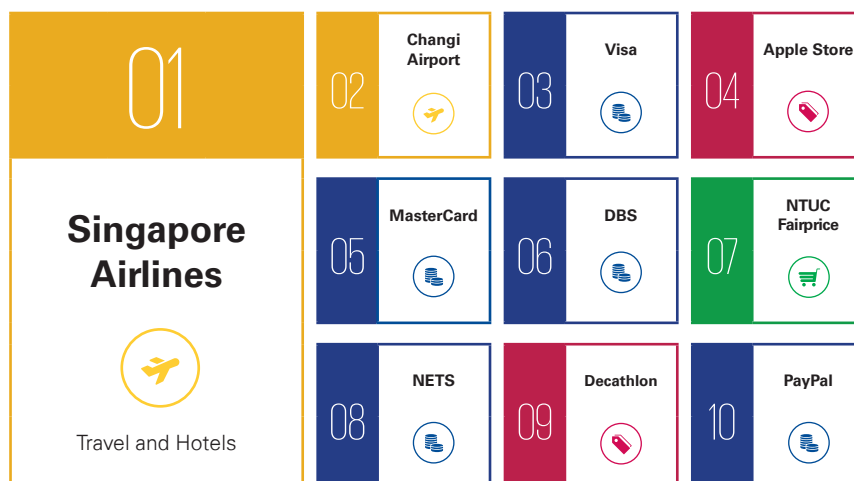 01
Singapore
Airlines
Travel and Hotels
02
Changi
Airport
03
Visa
04
Apple Store
05
MasterCard
06
DBS
07
NTUC
Fairprice
08
NETS
09
Decathlon
10
PayPal